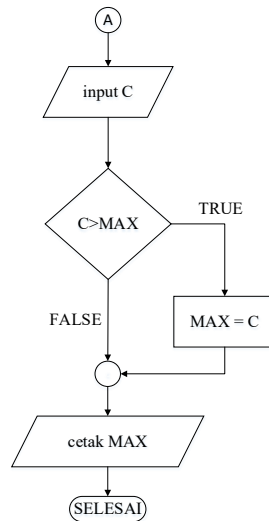 A
input C
C>MAX
TRUE
FALSE
MAX = C
cetak MAX
SELESAI